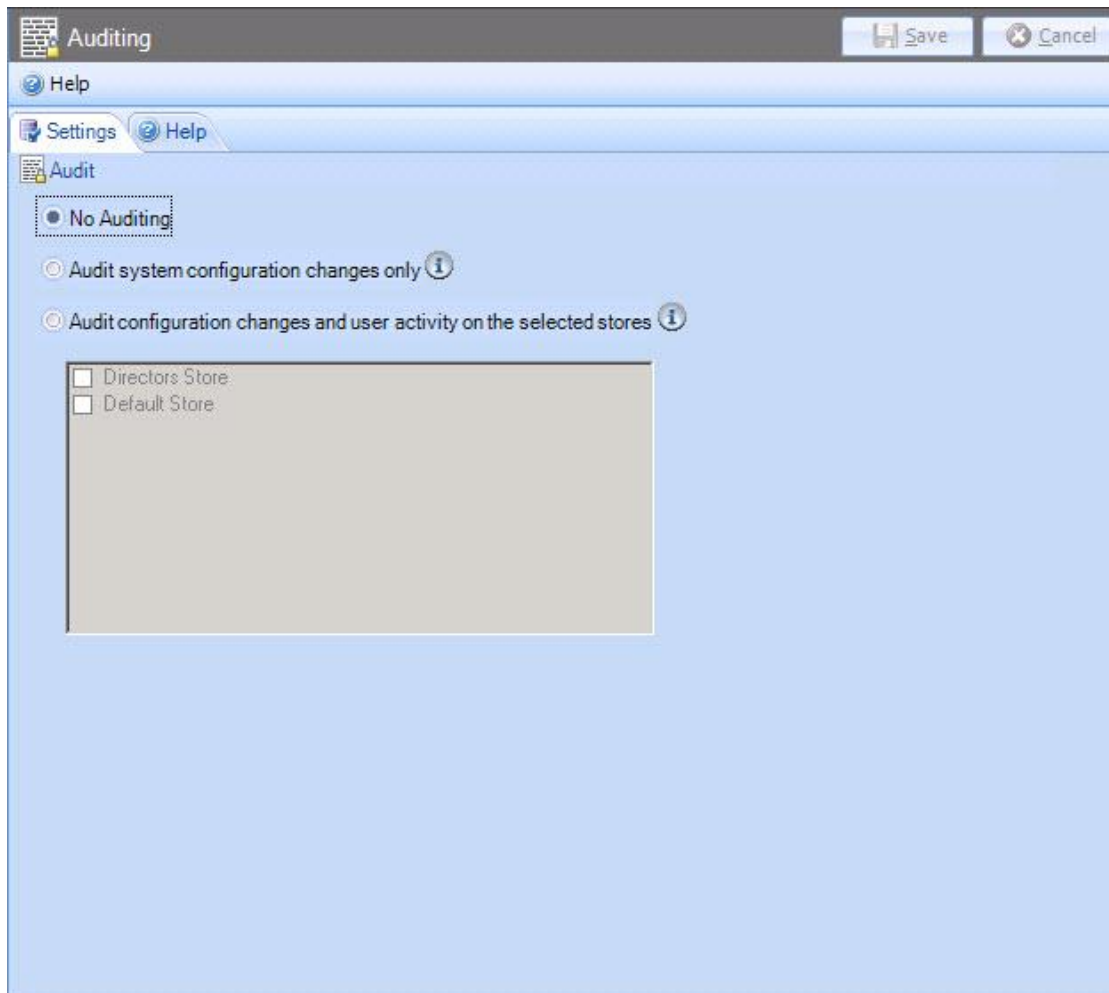 Auditing
Save
Cancel
Help
Settings
Help
Audit
No Auditing
Audit system configuration changes only
Audit configuration changes and user activity on the selected stores
Directors Store
Default Store